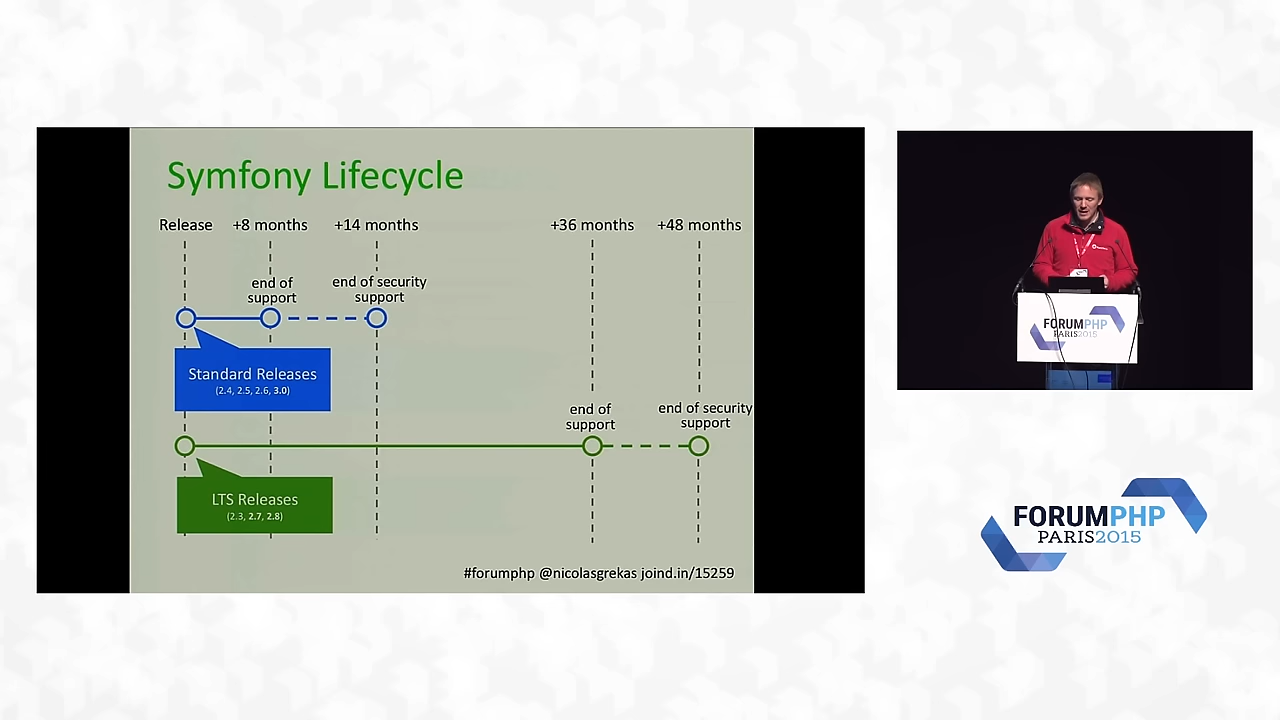 Symfony Lifecycle
Release +8 months +14 months +36 months +48 months
end of
support
end of security
support
Standard Releases
(2.4, 2.5, 2.6, 3.0)
end of
support
end of security
support
LTS Releases
(2.3, 2.7, 2.8)
#forumphp @nicolasgrekas joind.in/15259
FORUMPHP
PARIS2015
FORUMPHP
PARIS2015